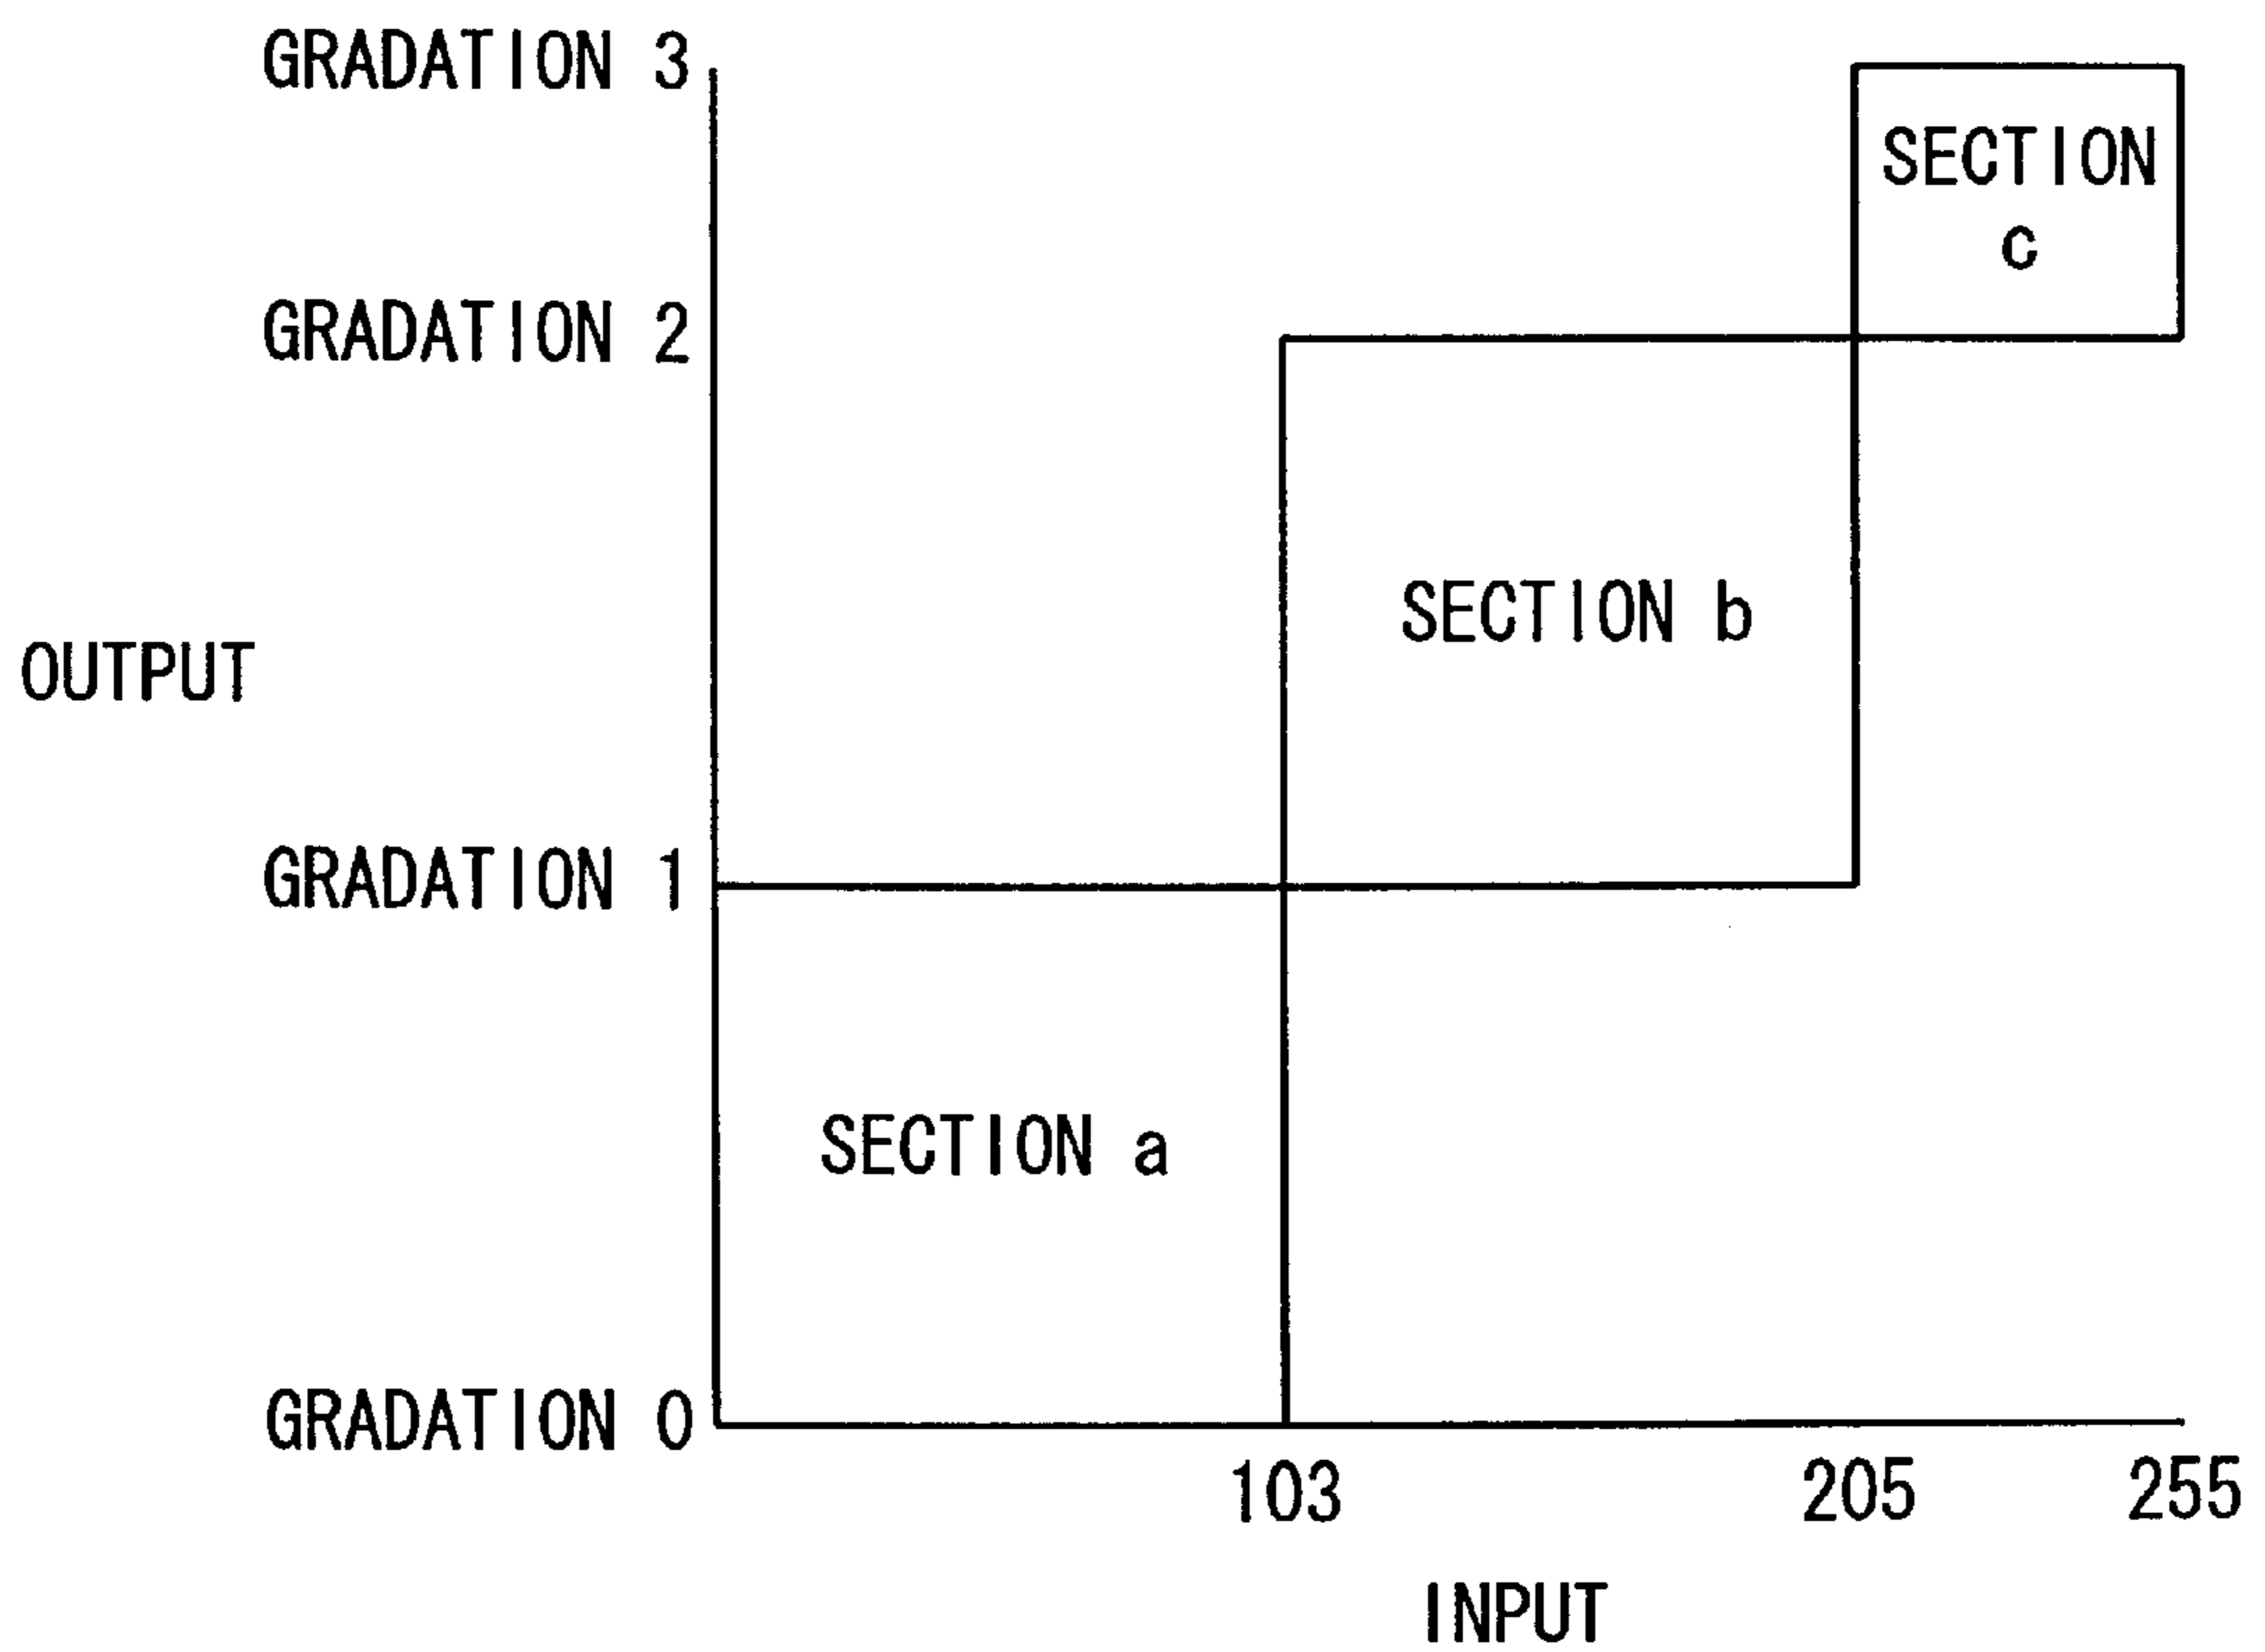 GRADATION 3
SECTION
c
GRADATION 2
SECTION b
OUTPUT
GRADATION 1
SECTION a
GRADATION 0
103
205
255
INPUT